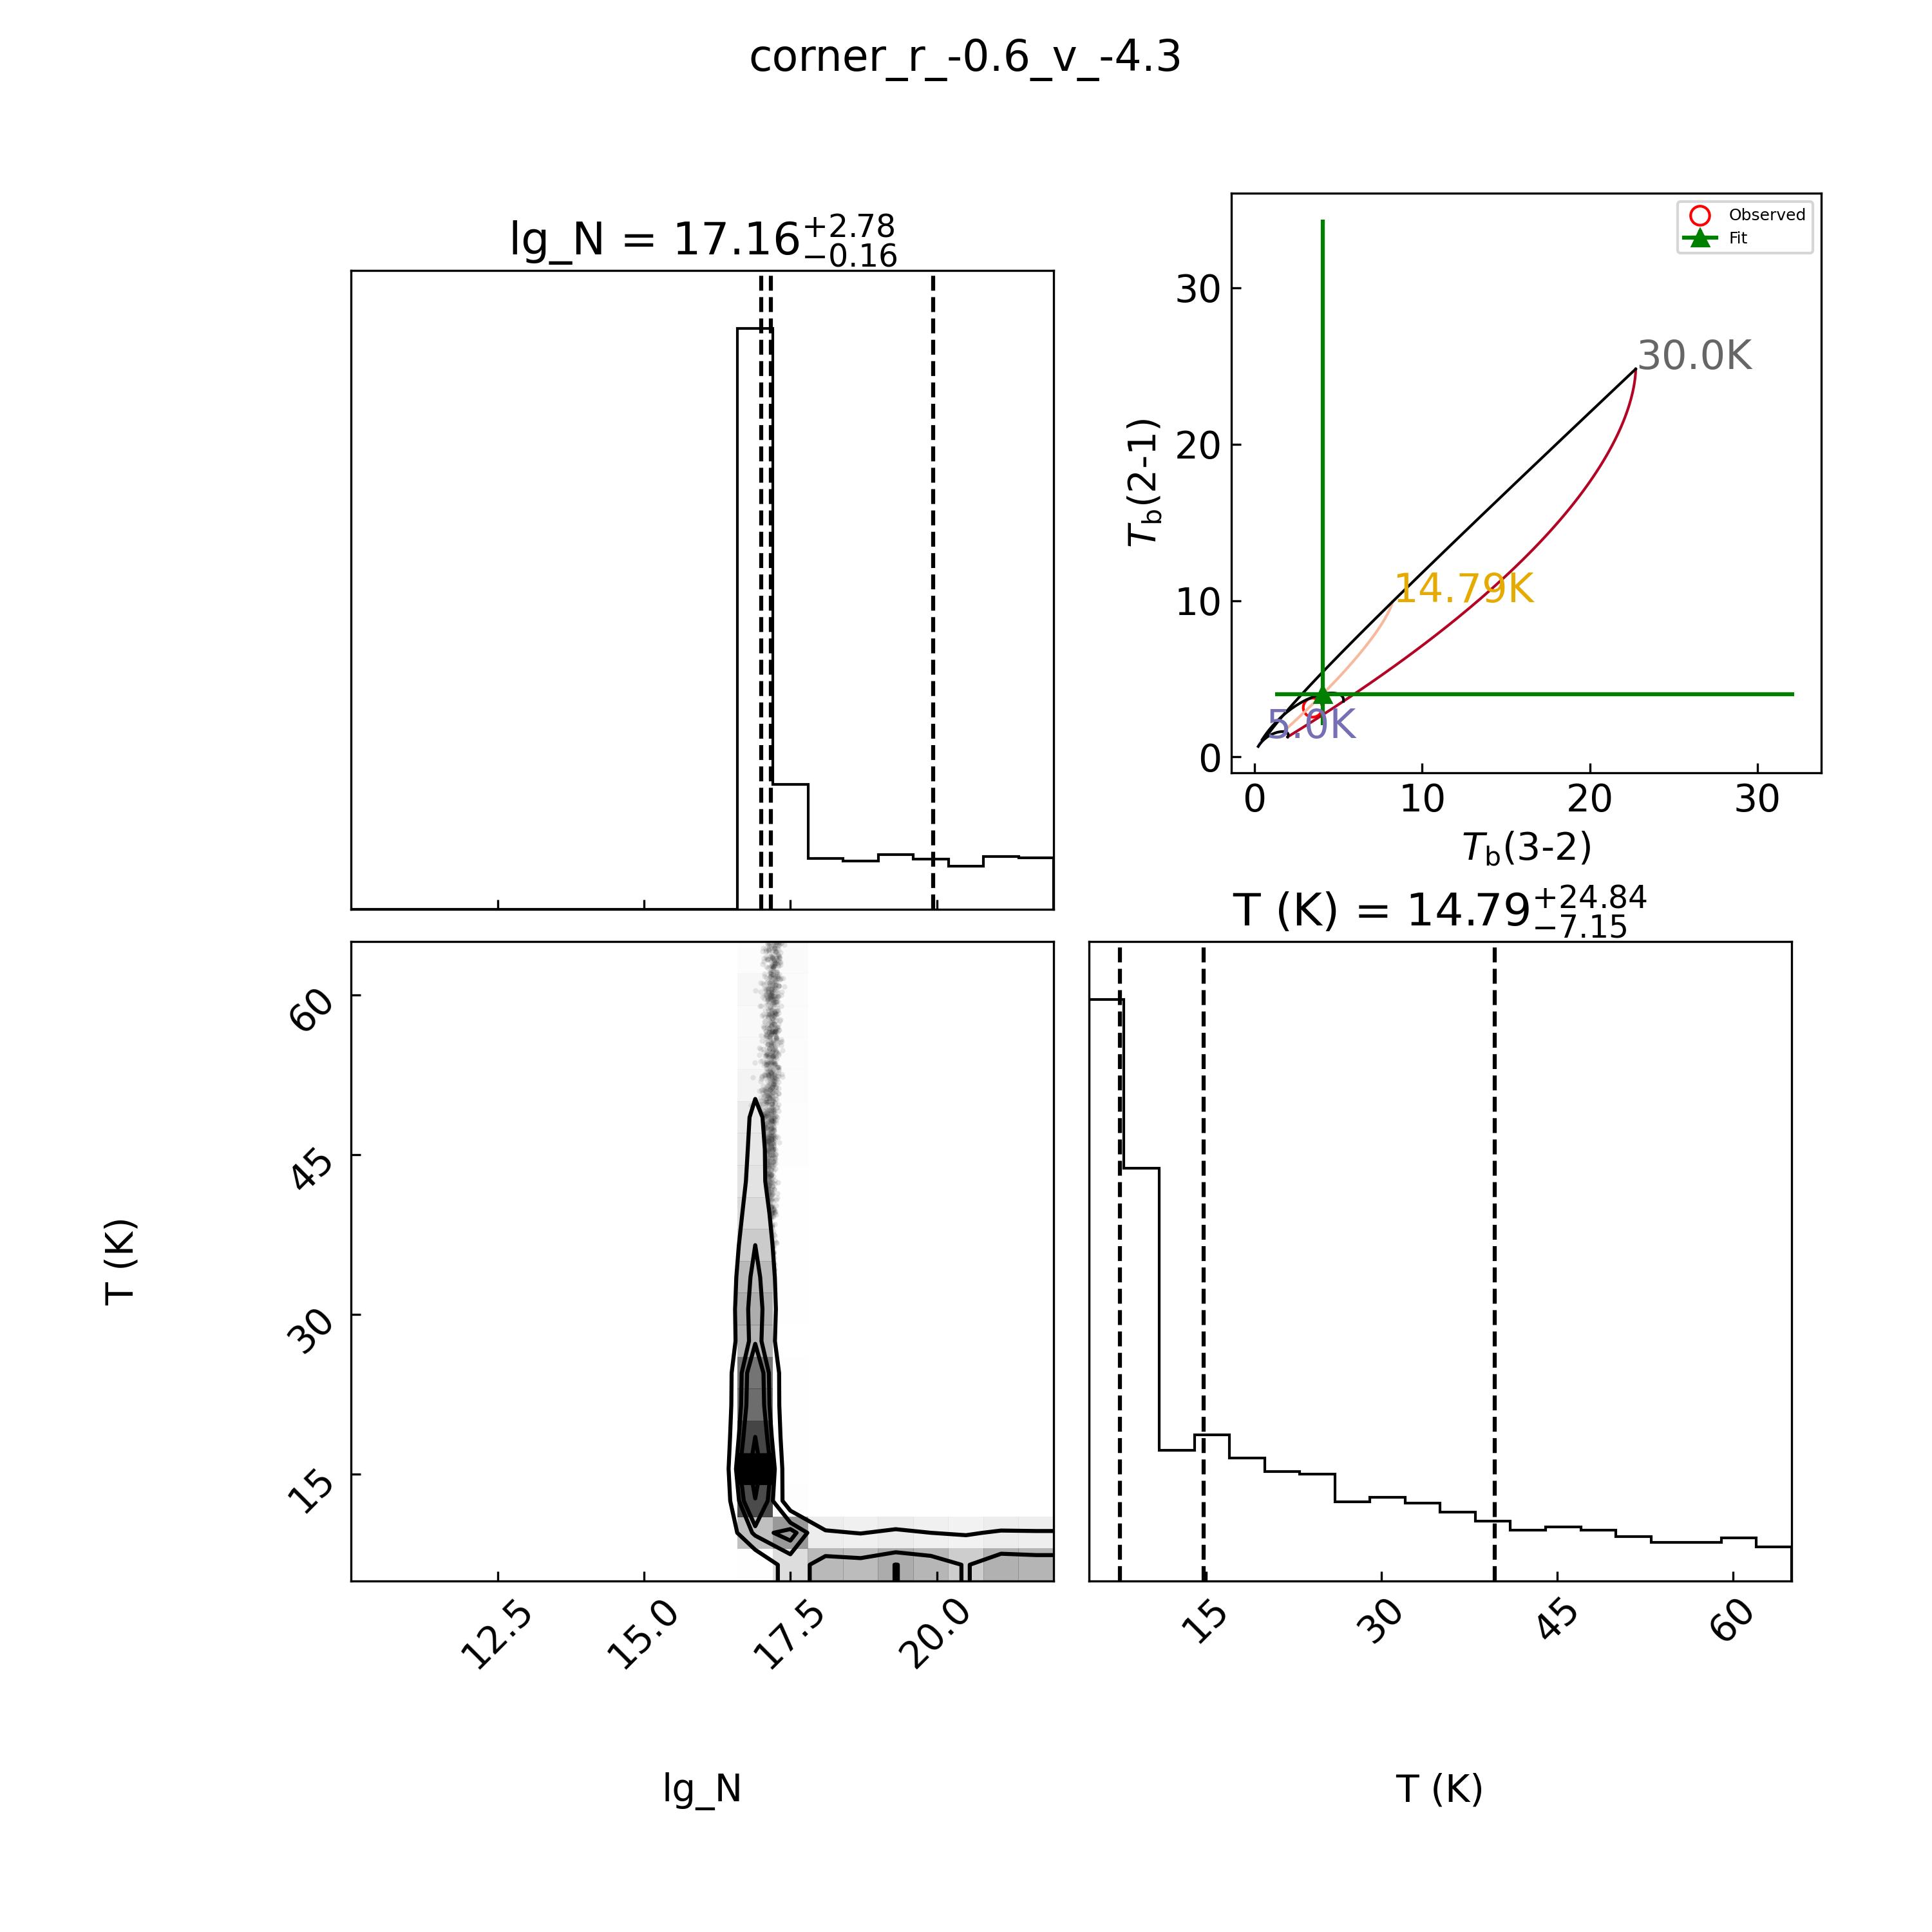 corner_r_-0.6_v_-4.3
lg_N = 17.16+2.78−0.16
Observed
Fit
30
20
10
0
Tb(2-1)
30.0K
14.79K
5.0K
0 10 20 30
Tb(3-2)
T (K) = 14.79+24.84−7.15
60
45
30
15
T (K)
12.5 15.0 17.5 20.0
15 30 45 60
lg_N
T (K)